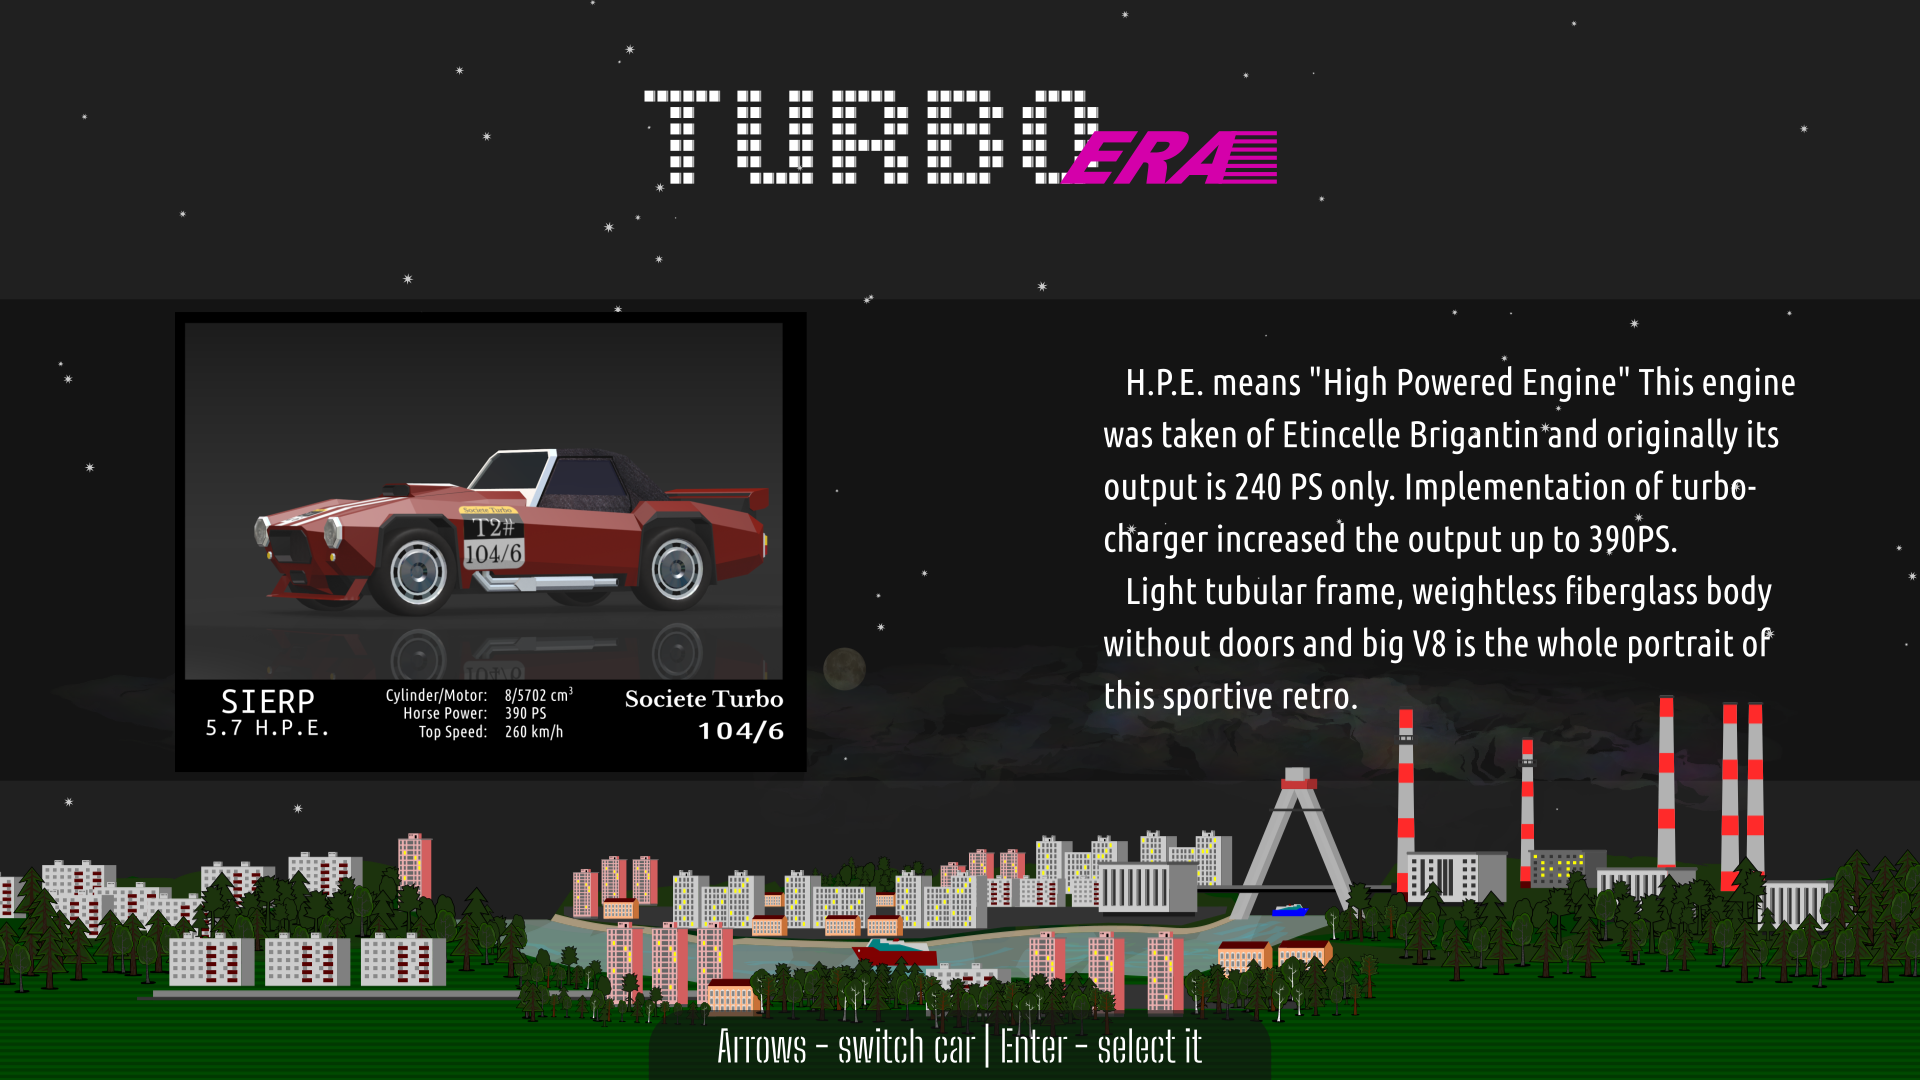 TURBO ERA
H.P.E. means "High Powered Engine" This engine
was taken of Etincelle Brigantin and originally its
output is 240 PS only. Implementation of turbo-
charger increased the output up to 390PS.
Light tubular frame, weightless fiberglass body
without doors and big V8 is the whole portrait of
this sportive retro.
Societe Turbo
T2#
104/6
SIERP
5.7 H.P.E.
Cylinder/Motor: 8/5702 cm³
Horse Power: 390 PS
Top Speed: 260 km/h
Societe Turbo
104/6
Arrows - switch car | Enter - select it